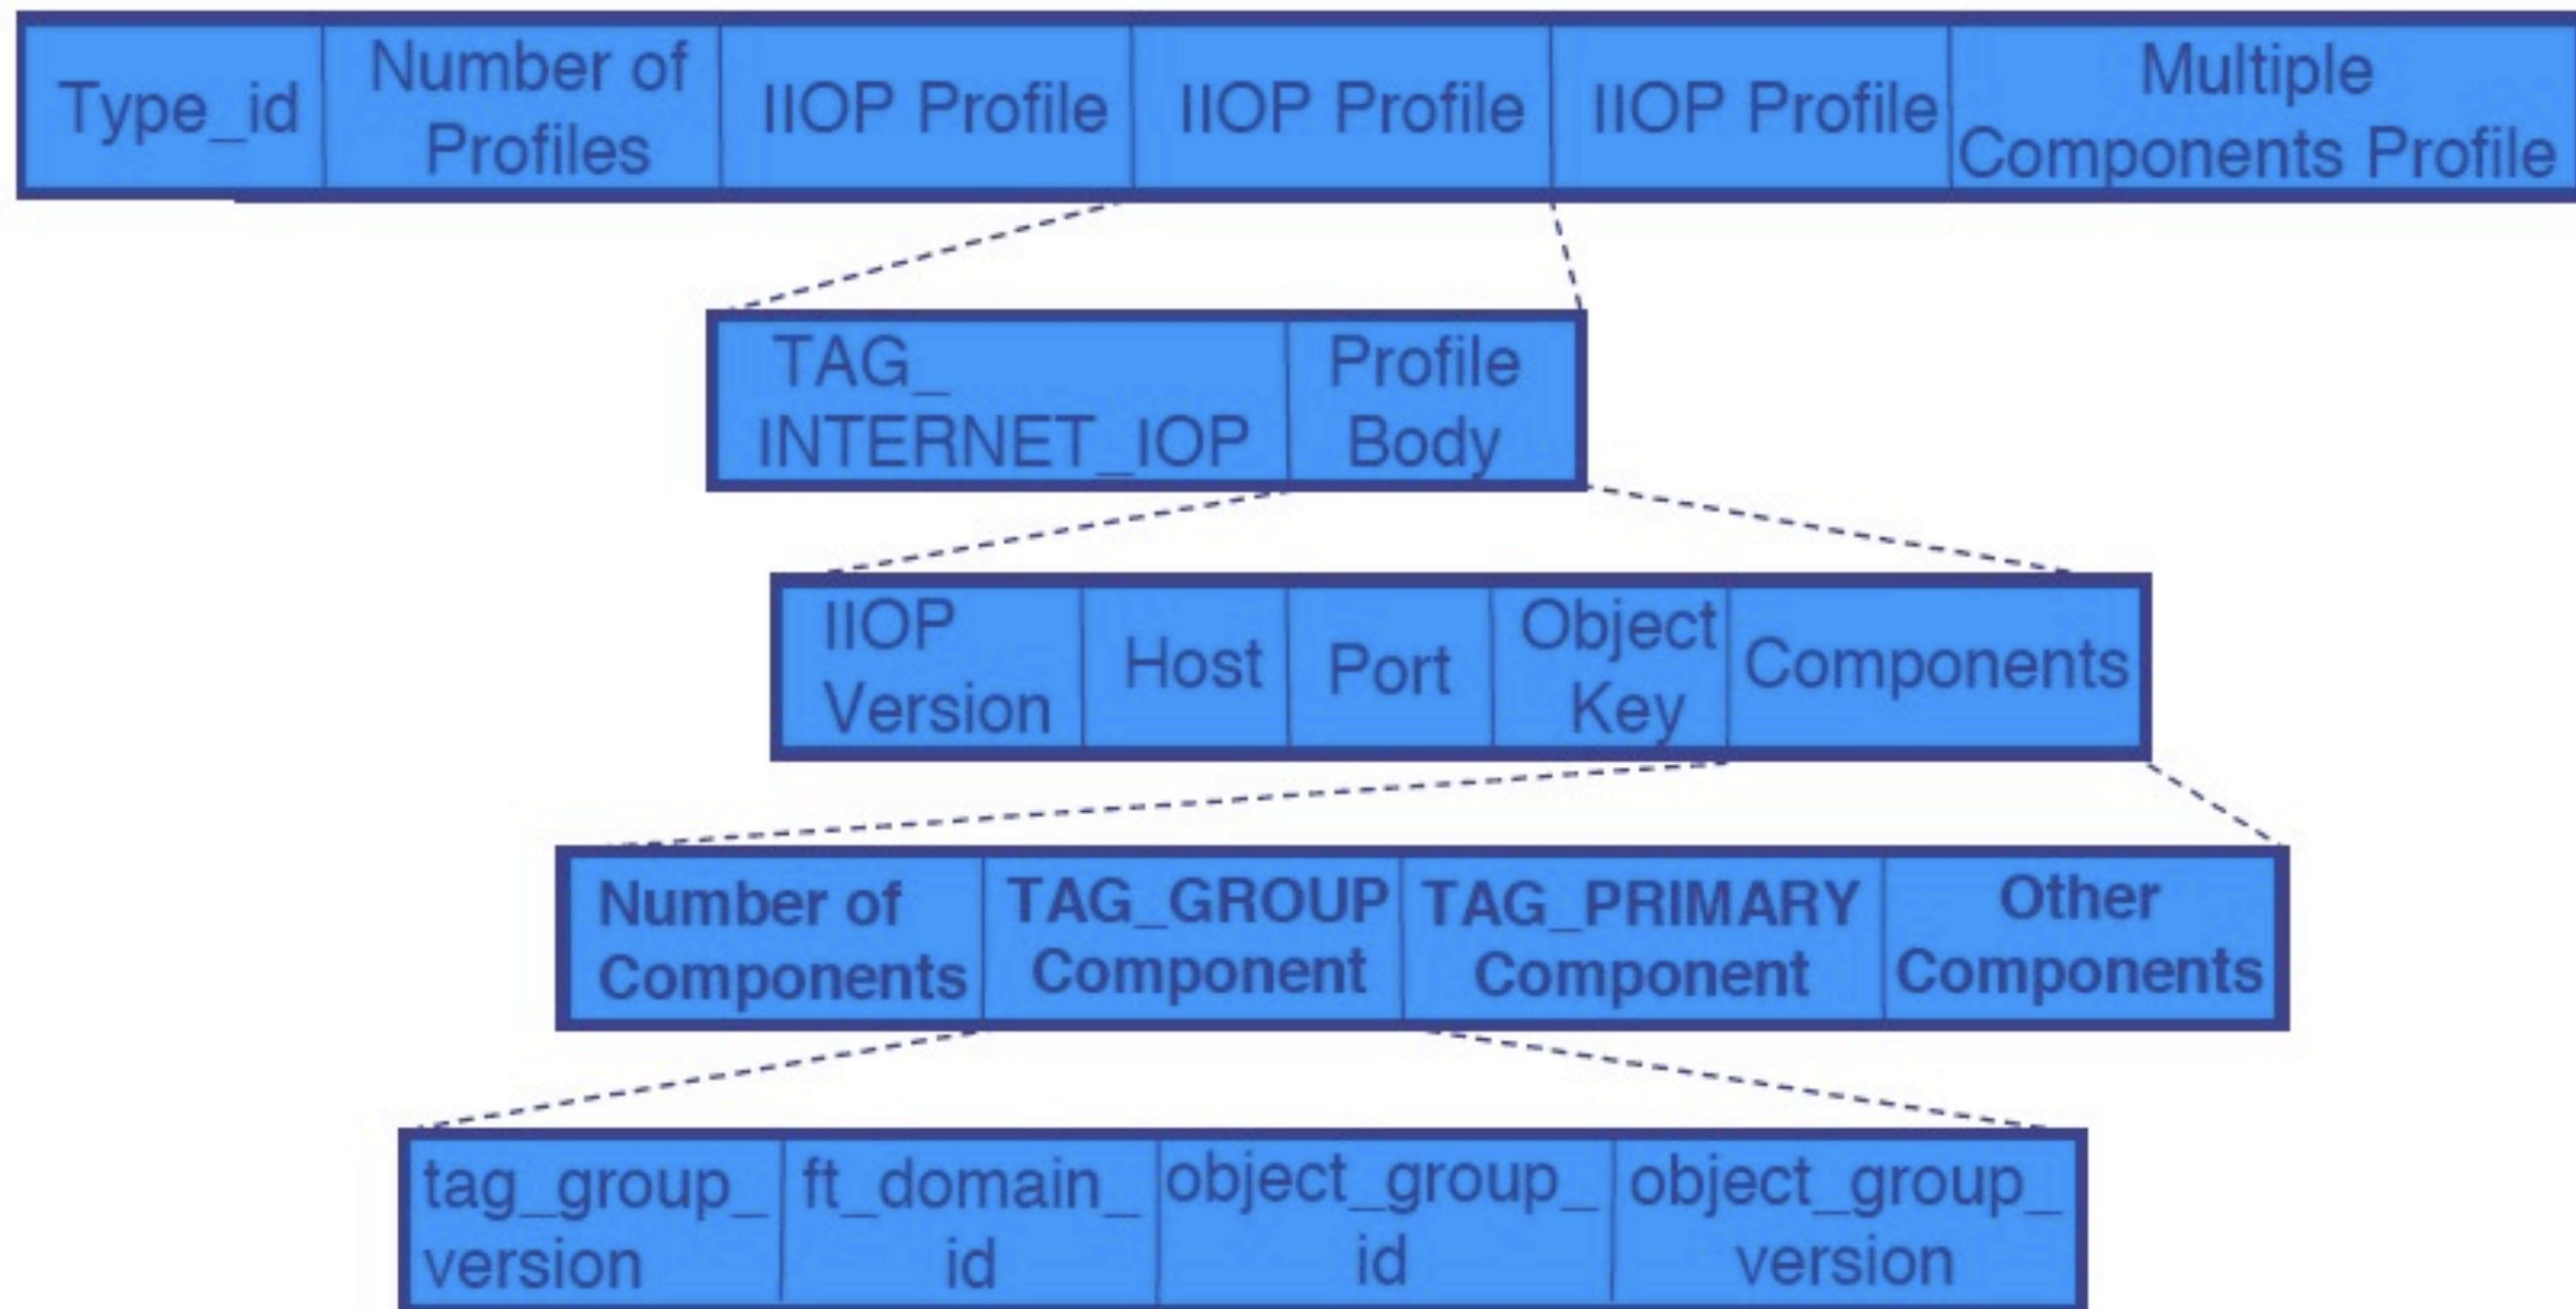 Type_id
Number of
Profiles
IIOP Profile
IIOP Profile
IIOP Profile
Multiple
Components Profile
TAG_
INTERNET_IOP
Profile
Body
IIOP
Version
Host
Port
Object
Key
Components
Number of
Components
TAG_GROUP
Component
TAG_PRIMARY
Component
Other
Components
tag_group_
version
ft_domain_
id
object_group_
id
object_group_
version